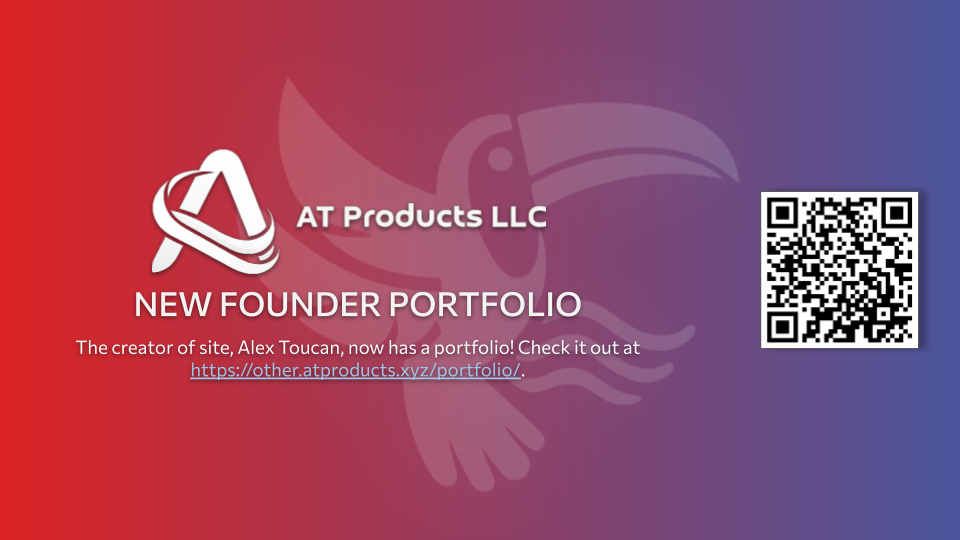 AT Products LLC
NEW FOUNDER PORTFOLIO
The creator of site, Alex Toucan, now has a portfolio! Check it out at
https://other.atproducts.xyz/portfolio/.